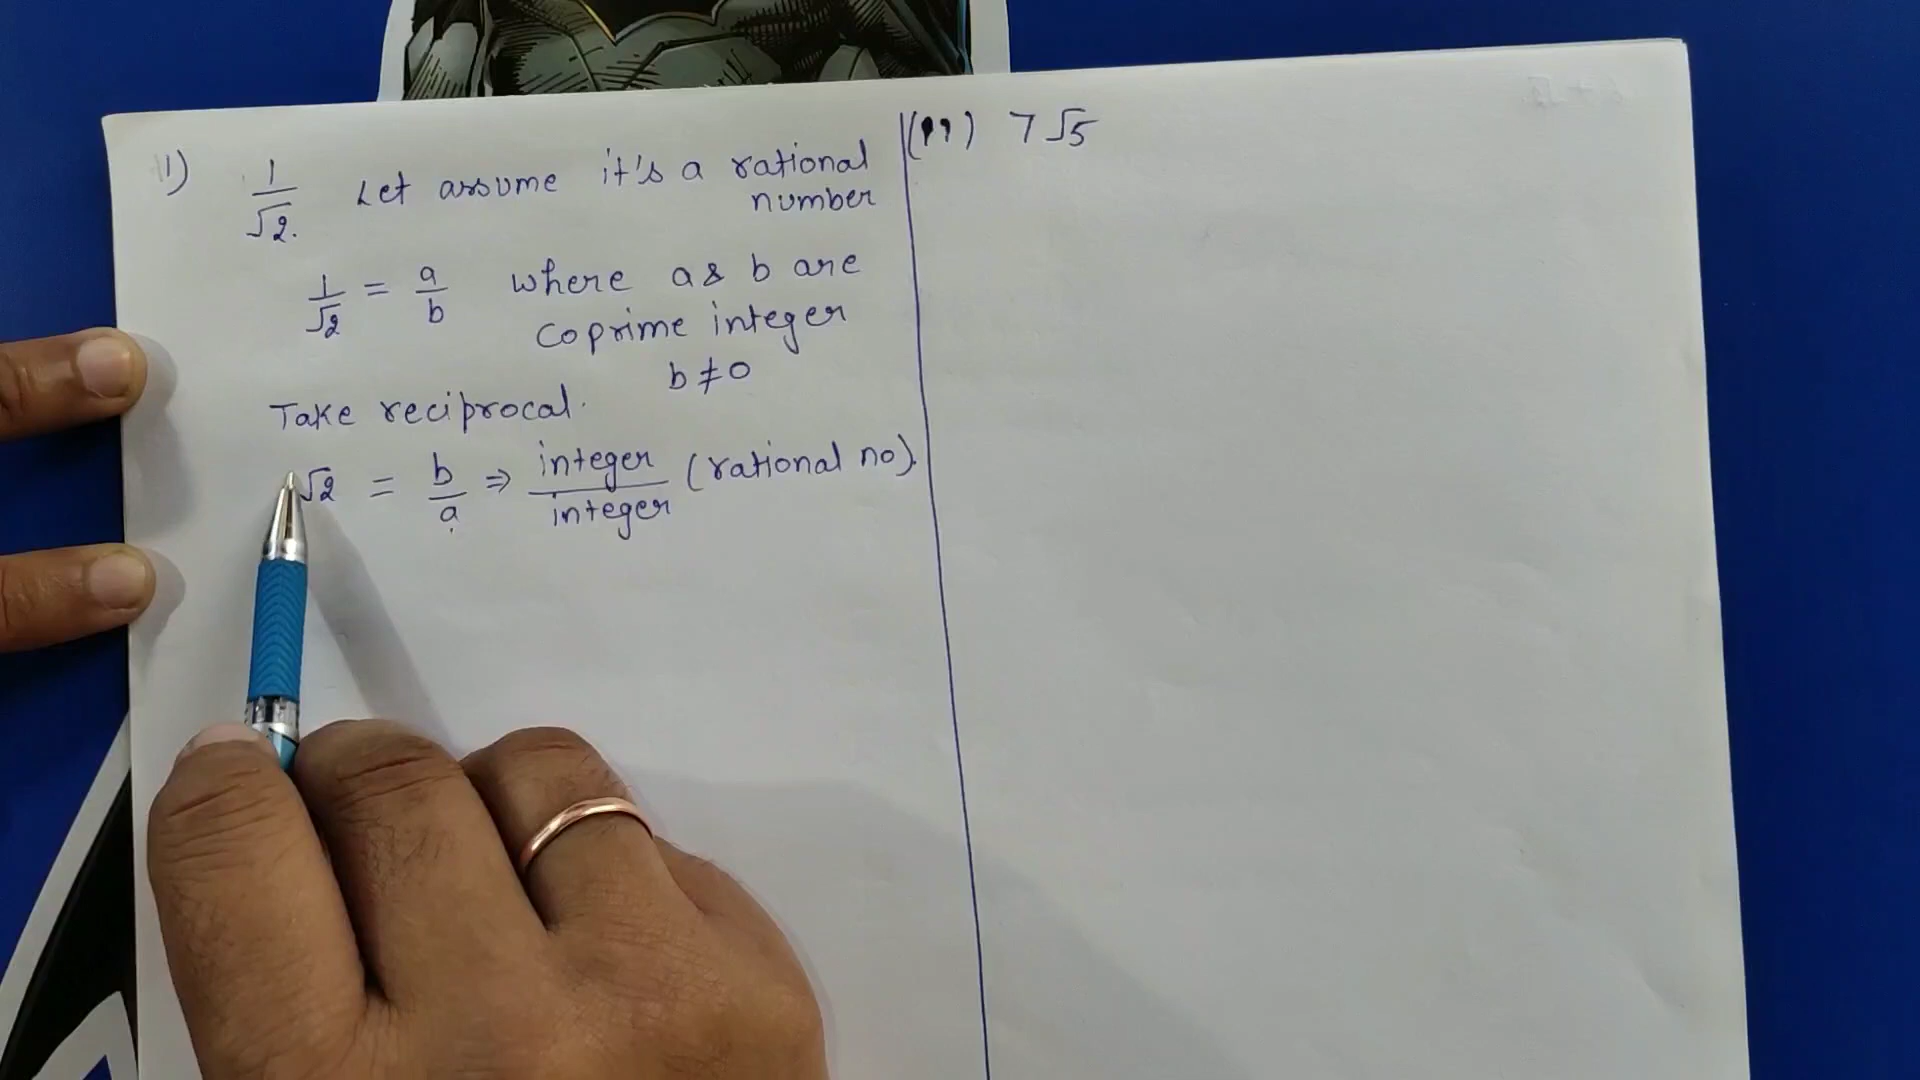 1) 1/√2. Let assume it's a rational
number
1/√2 = a/b where a & b are
coprime integer
b ≠ 0
Take reciprocal.
√2 = b/a ⇒ integer/integer (rational no).
(ii) 7√5